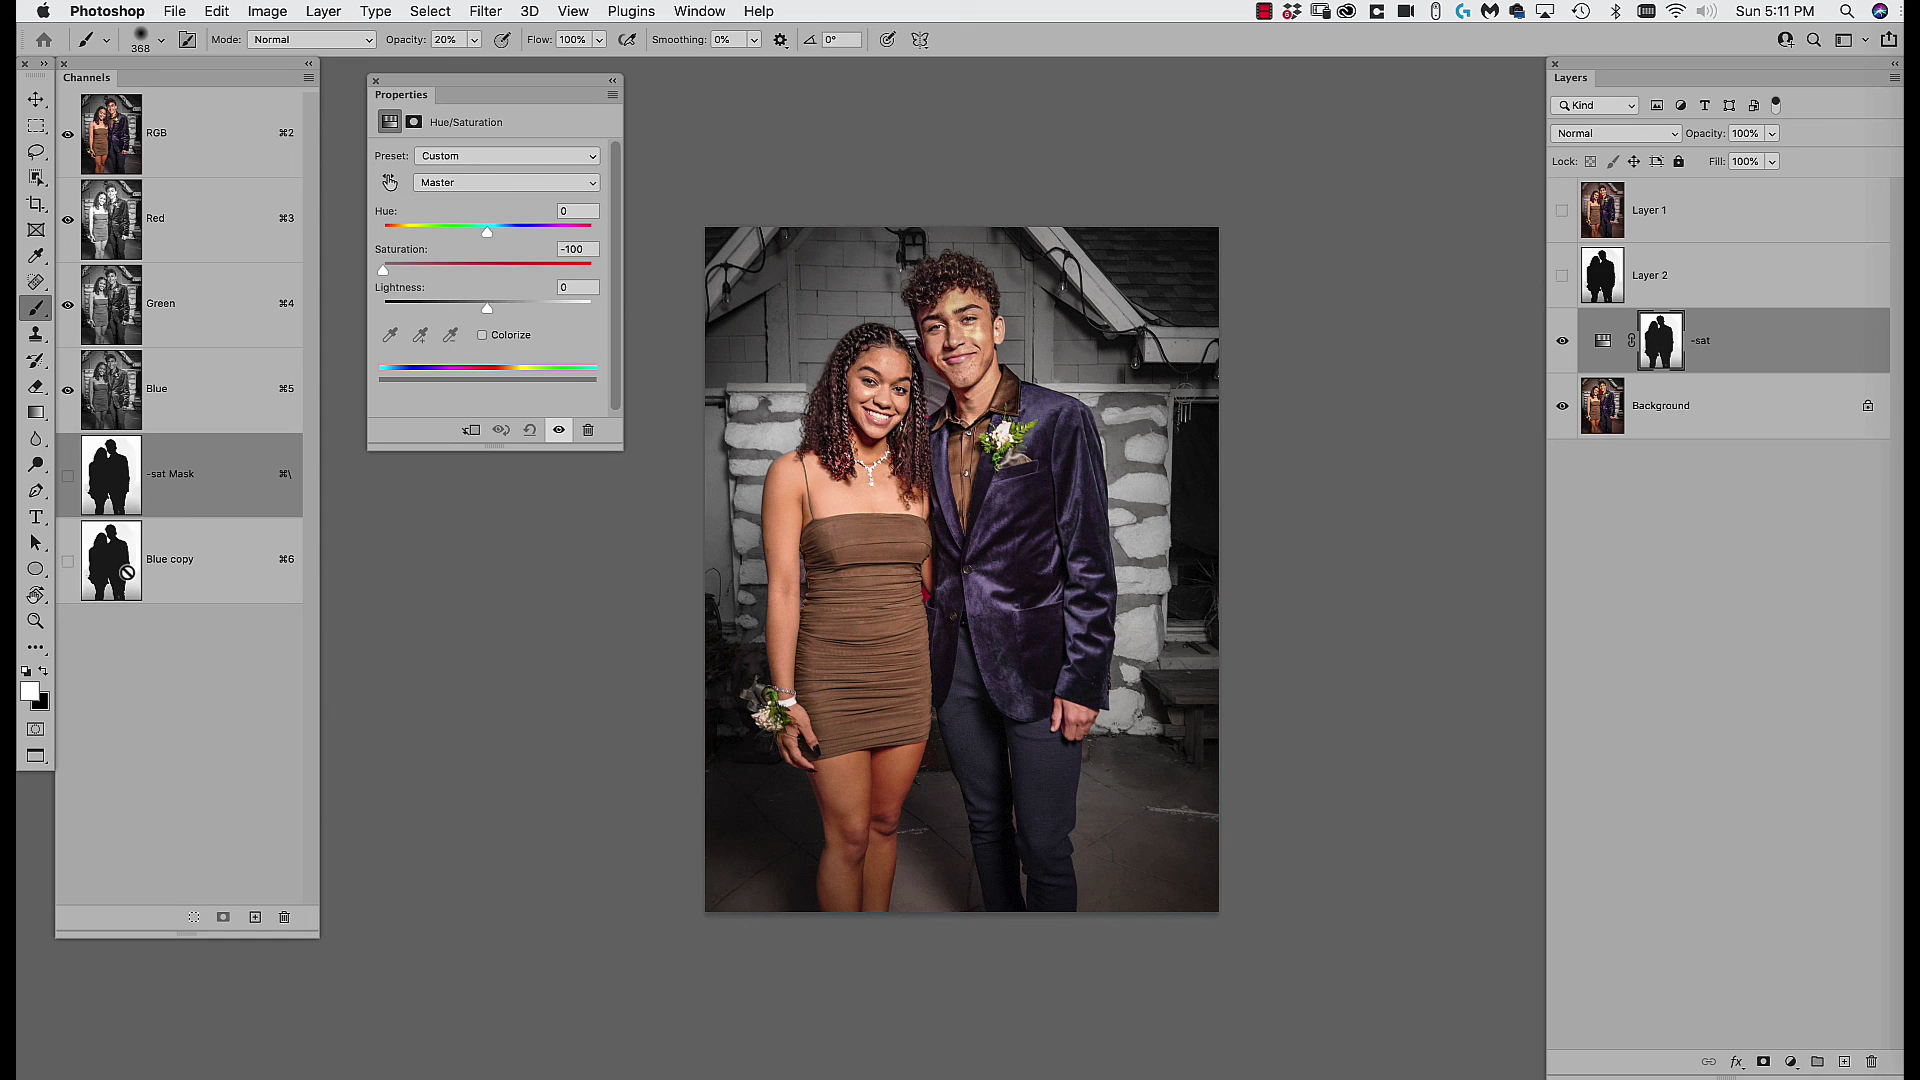 Photoshop File Edit Image Layer Type Select Filter 3D View Plugins Window Help Sun 5:11 PM
368 Mode: Normal Opacity: 20% Flow: 100% Smoothing: 0% 0°
Channels
RGB ⌘2
Red ⌘3
Green ⌘4
Blue ⌘5
-sat Mask ⌘\
Blue copy ⌘6
Properties
Hue/Saturation
Preset: Custom
Master
Hue: 0
Saturation: -100
Lightness: 0
Colorize
Layers
Kind
Normal Opacity: 100%
Lock: Fill: 100%
Layer 1
Layer 2
-sat
Background
fx